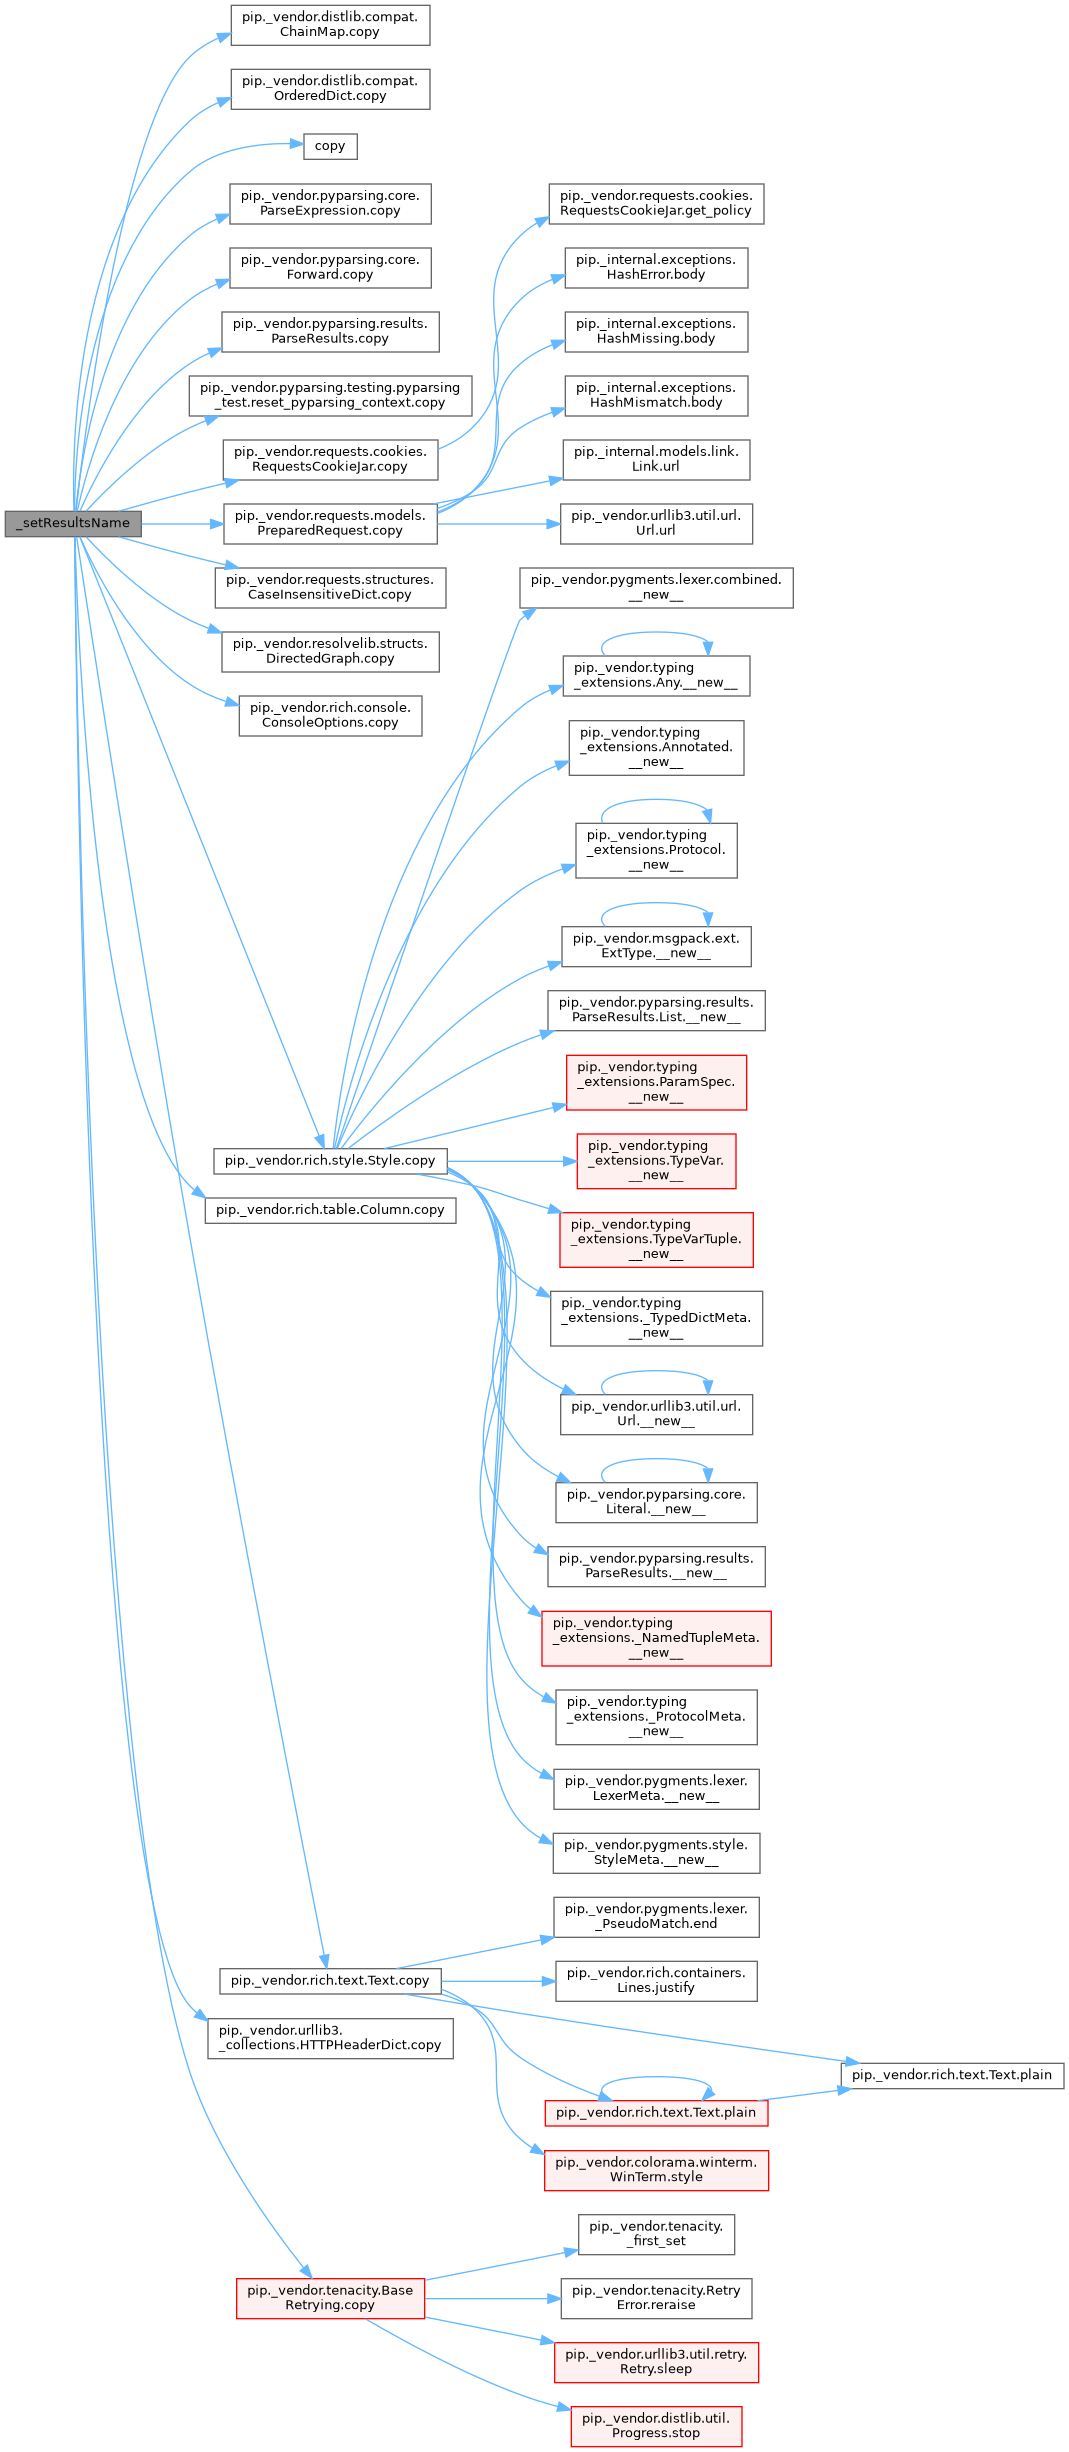 pip._vendor.distlib.compat.
ChainMap.copy
pip._vendor.distlib.compat.
OrderedDict.copy
copy
pip._vendor.pyparsing.core.
ParseExpression.copy
pip._vendor.pyparsing.core.
Forward.copy
pip._vendor.pyparsing.results.
ParseResults.copy
pip._vendor.pyparsing.testing.pyparsing
_test.reset_pyparsing_context.copy
pip._vendor.requests.cookies.
RequestsCookieJar.copy
_setResultsName
pip._vendor.requests.models.
PreparedRequest.copy
pip._vendor.requests.structures.
CaseInsensitiveDict.copy
pip._vendor.resolvelib.structs.
DirectedGraph.copy
pip._vendor.rich.console.
ConsoleOptions.copy
pip._vendor.rich.style.Style.copy
pip._vendor.rich.table.Column.copy
pip._vendor.rich.text.Text.copy
pip._vendor.urllib3.
_collections.HTTPHeaderDict.copy
pip._vendor.tenacity.Base
Retrying.copy
pip._vendor.requests.cookies.
RequestsCookieJar.get_policy
pip._internal.exceptions.
HashError.body
pip._internal.exceptions.
HashMissing.body
pip._internal.exceptions.
HashMismatch.body
pip._internal.models.link.
Link.url
pip._vendor.urllib3.util.url.
Url.url
pip._vendor.pygments.lexer.combined.
__new__
pip._vendor.typing
_extensions.Any.__new__
pip._vendor.typing
_extensions.Annotated.
__new__
pip._vendor.typing
_extensions.Protocol.
__new__
pip._vendor.msgpack.ext.
ExtType.__new__
pip._vendor.pyparsing.results.
ParseResults.List.__new__
pip._vendor.typing
_extensions.ParamSpec.
__new__
pip._vendor.typing
_extensions.TypeVar.
__new__
pip._vendor.typing
_extensions.TypeVarTuple.
__new__
pip._vendor.typing
_extensions._TypedDictMeta.
__new__
pip._vendor.urllib3.util.url.
Url.__new__
pip._vendor.pyparsing.core.
Literal.__new__
pip._vendor.pyparsing.results.
ParseResults.__new__
pip._vendor.typing
_extensions._NamedTupleMeta.
__new__
pip._vendor.typing
_extensions._ProtocolMeta.
__new__
pip._vendor.pygments.lexer.
LexerMeta.__new__
pip._vendor.pygments.style.
StyleMeta.__new__
pip._vendor.pygments.lexer.
_PseudoMatch.end
pip._vendor.rich.containers.
Lines.justify
pip._vendor.rich.text.Text.plain
pip._vendor.rich.text.Text.plain
pip._vendor.colorama.winterm.
WinTerm.style
pip._vendor.tenacity.
_first_set
pip._vendor.tenacity.Retry
Error.reraise
pip._vendor.urllib3.util.retry.
Retry.sleep
pip._vendor.distlib.util.
Progress.stop